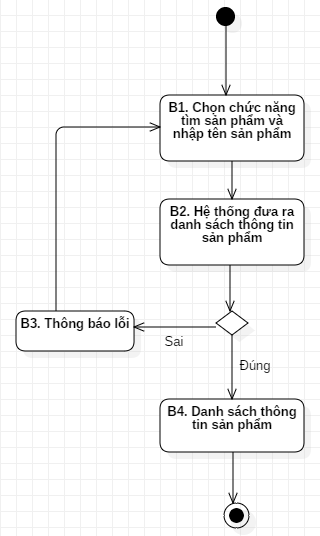 B1. Chọn chức năng
tìm sản phẩm và
nhập tên sản phẩm
B2. Hệ thống đưa ra
danh sách thông tin
sản phẩm
B3. Thông báo lỗi
Sai
Đúng
B4. Danh sách thông
tin sản phẩm